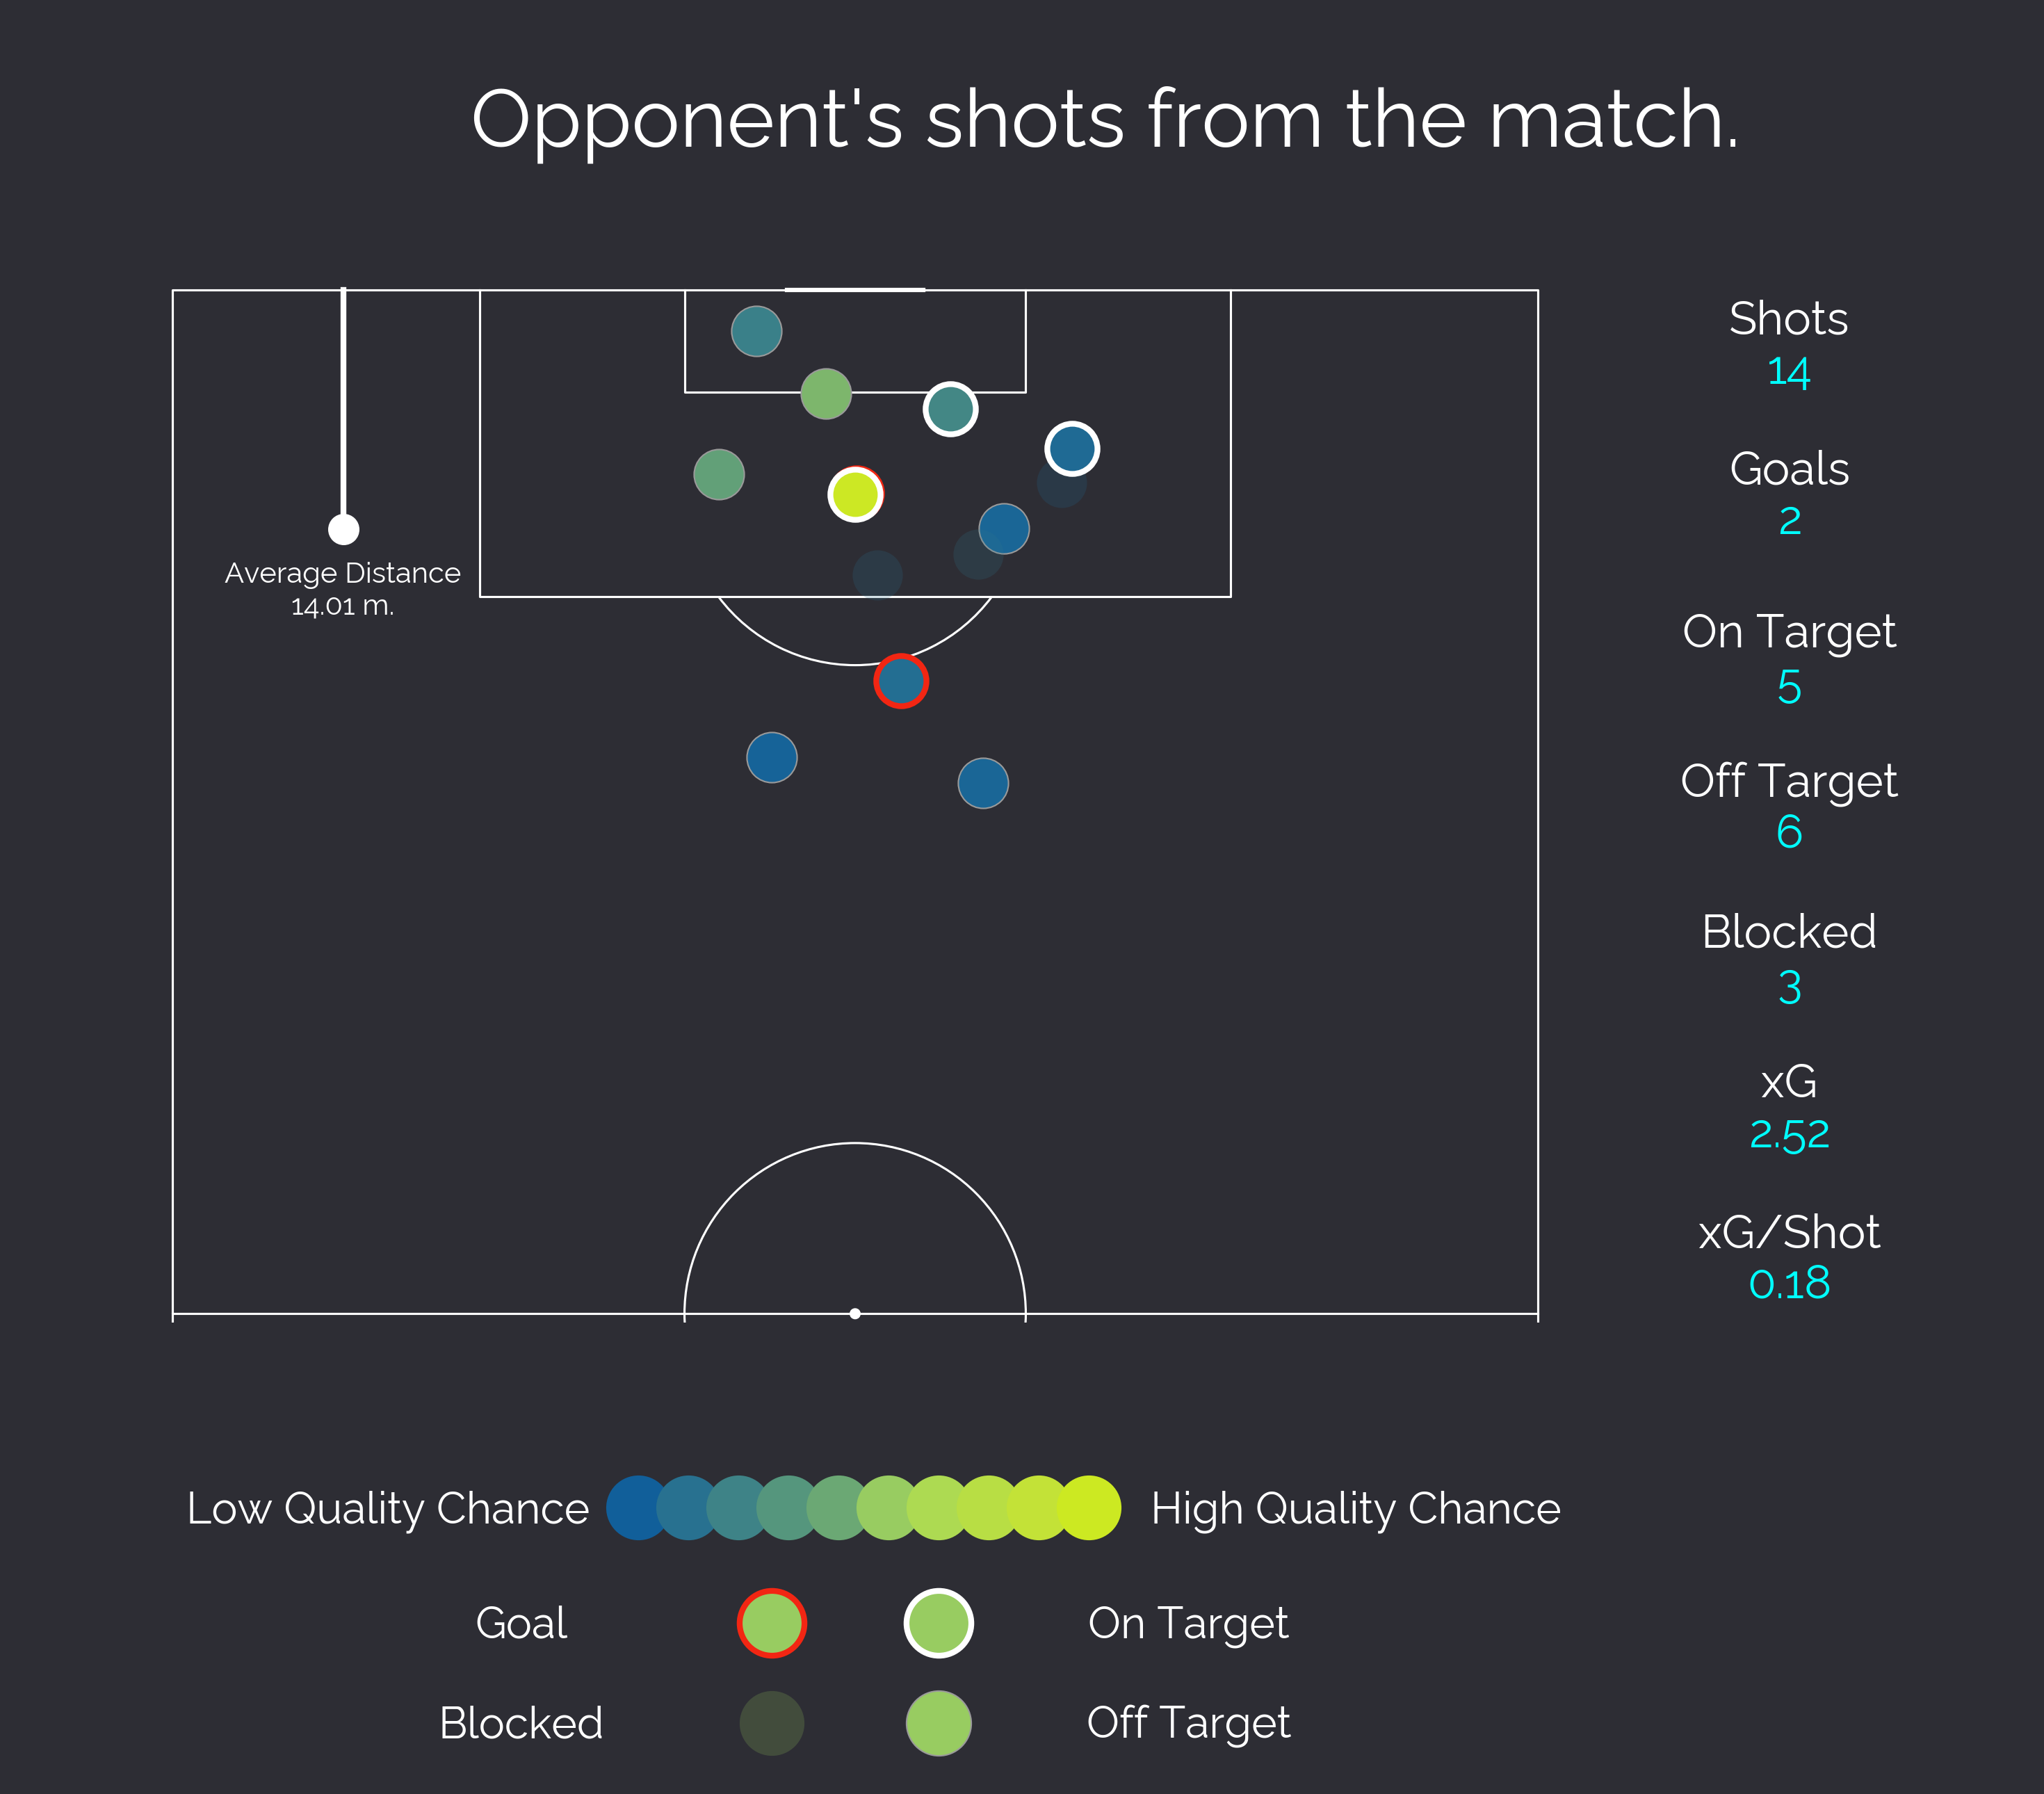 Opponent's shots from the match.
Average Distance
14.01 m.
Shots
14
Goals
2
On Target
5
Off Target
6
Blocked
3
xG
2.52
xG/Shot
0.18
Low Quality Chance
High Quality Chance
Goal
On Target
Blocked
Off Target